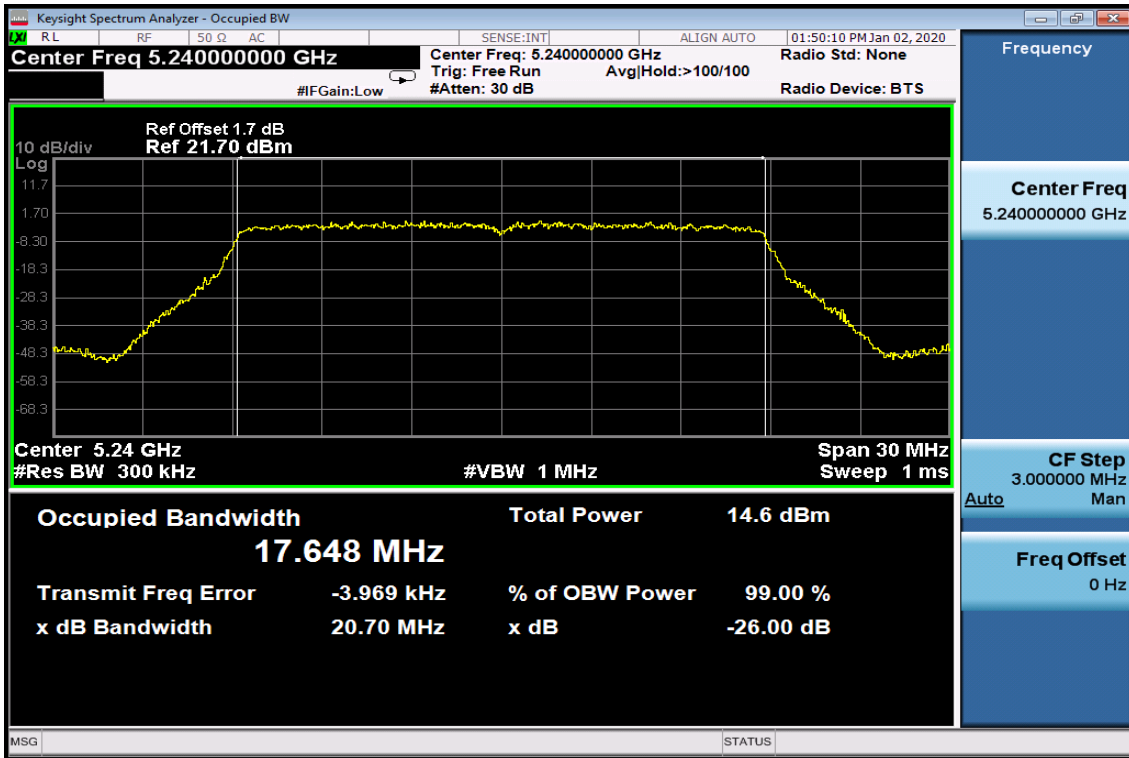 Keysight Spectrum Analyzer - Occupied BW
LXI RL RF 50 Ω AC SENSE:INT ALIGN AUTO 01:50:10 PM Jan 02, 2020
Center Freq 5.240000000 GHz
Center Freq: 5.240000000 GHz
Radio Std: None
Trig: Free Run Avg|Hold:>100/100
#IFGain:Low
#Atten: 30 dB
Radio Device: BTS
Frequency
Ref Offset 1.7 dB
10 dB/div Ref 21.70 dBm
Log
11.7
1.70
-8.30
-18.3
-28.3
-38.3
-48.3
-58.3
-68.3
Center 5.24 GHz Span 30 MHz
#Res BW 300 kHz #VBW 1 MHz Sweep 1 ms
Occupied Bandwidth Total Power 14.6 dBm
17.648 MHz
Transmit Freq Error -3.969 kHz % of OBW Power 99.00 %
x dB Bandwidth 20.70 MHz x dB -26.00 dB
Center Freq
5.240000000 GHz
CF Step
3.000000 MHz
Auto Man
Freq Offset
0 Hz
MSG STATUS